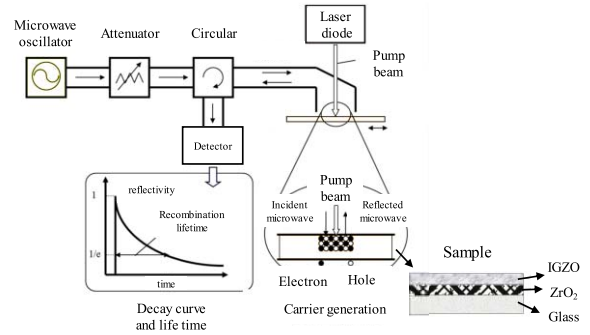 Microwave
oscillator
Attenuator
Circular
Laser
diode
Pump
beam
Detector
1
reflectivity
Recombination
lifetime
1/e
time
Decay curve
and life time
Pump
beam
Incident
microwave
Reflected
microwave
Electron
Hole
Carrier generation
Sample
IGZO
ZrO₂
Glass